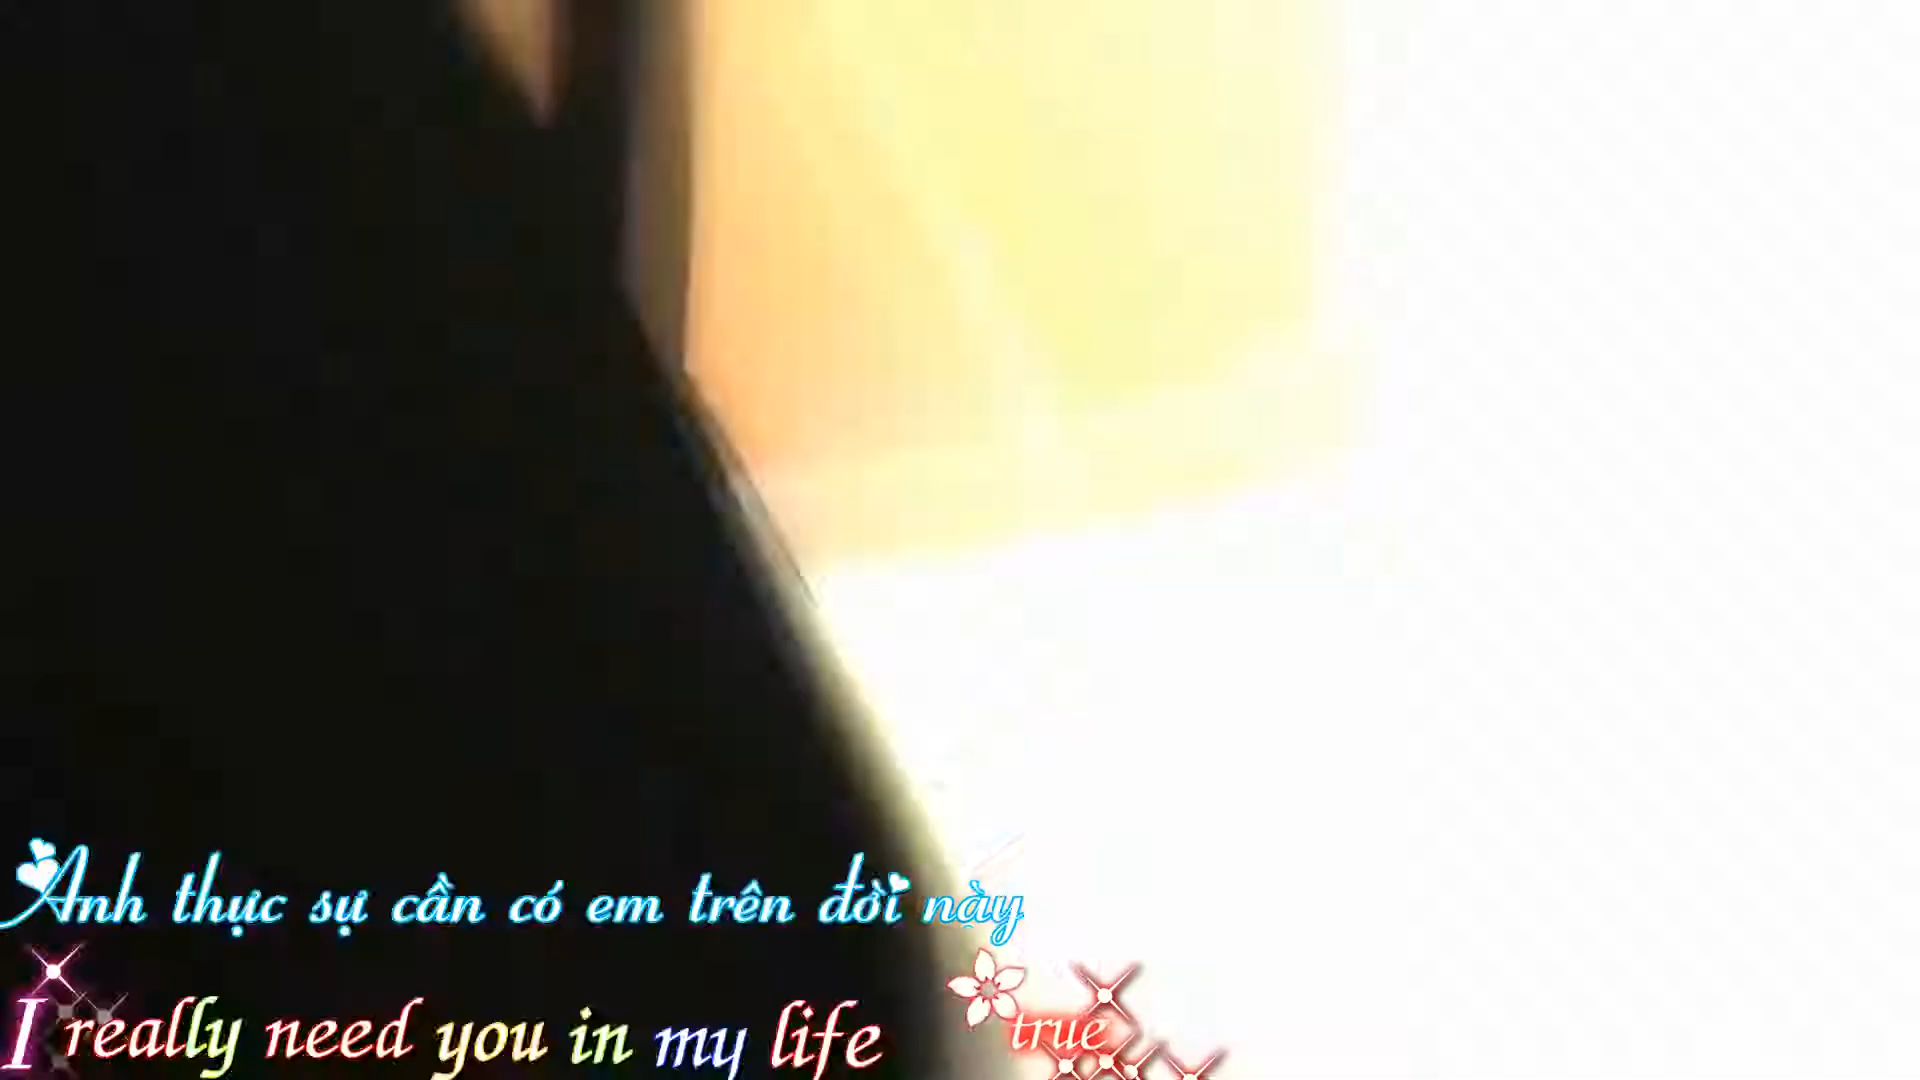 Anh thực sự cần có em trên đời này
I really need you in my life true